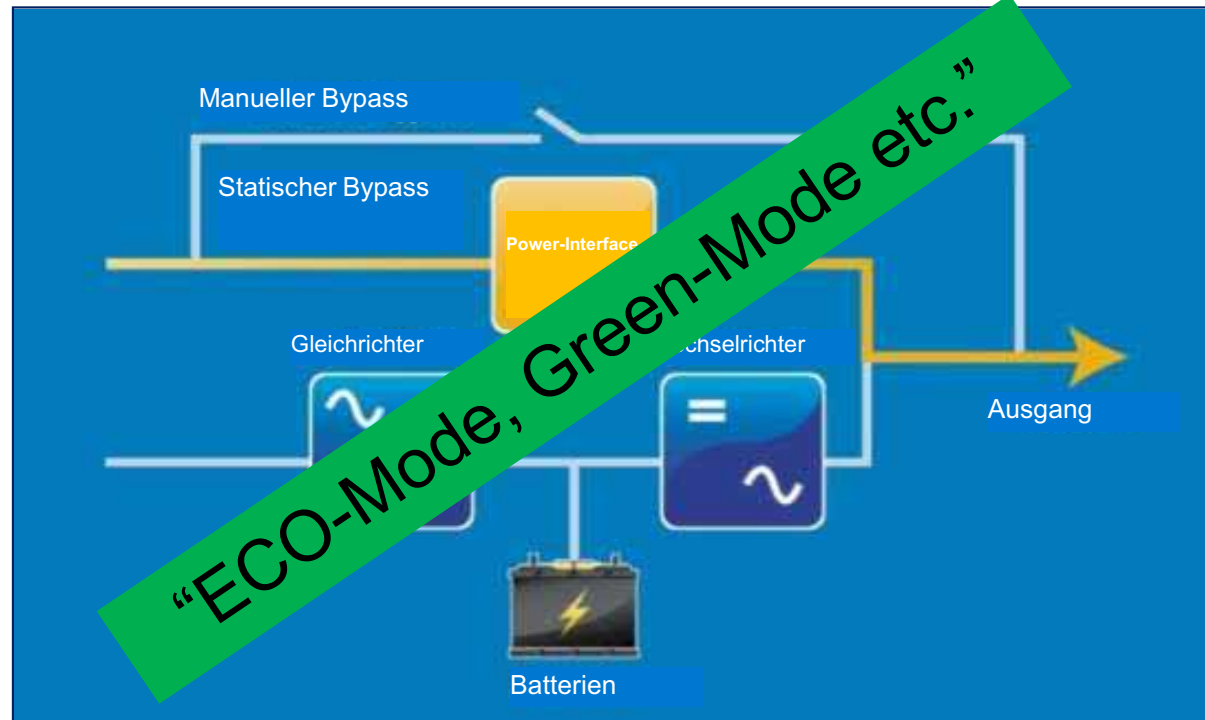 Manueller Bypass
Statischer Bypass
Power-Interface
Gleichrichter
Ausgang
“ECO-Mode, Green-Mode etc.”
Batterien